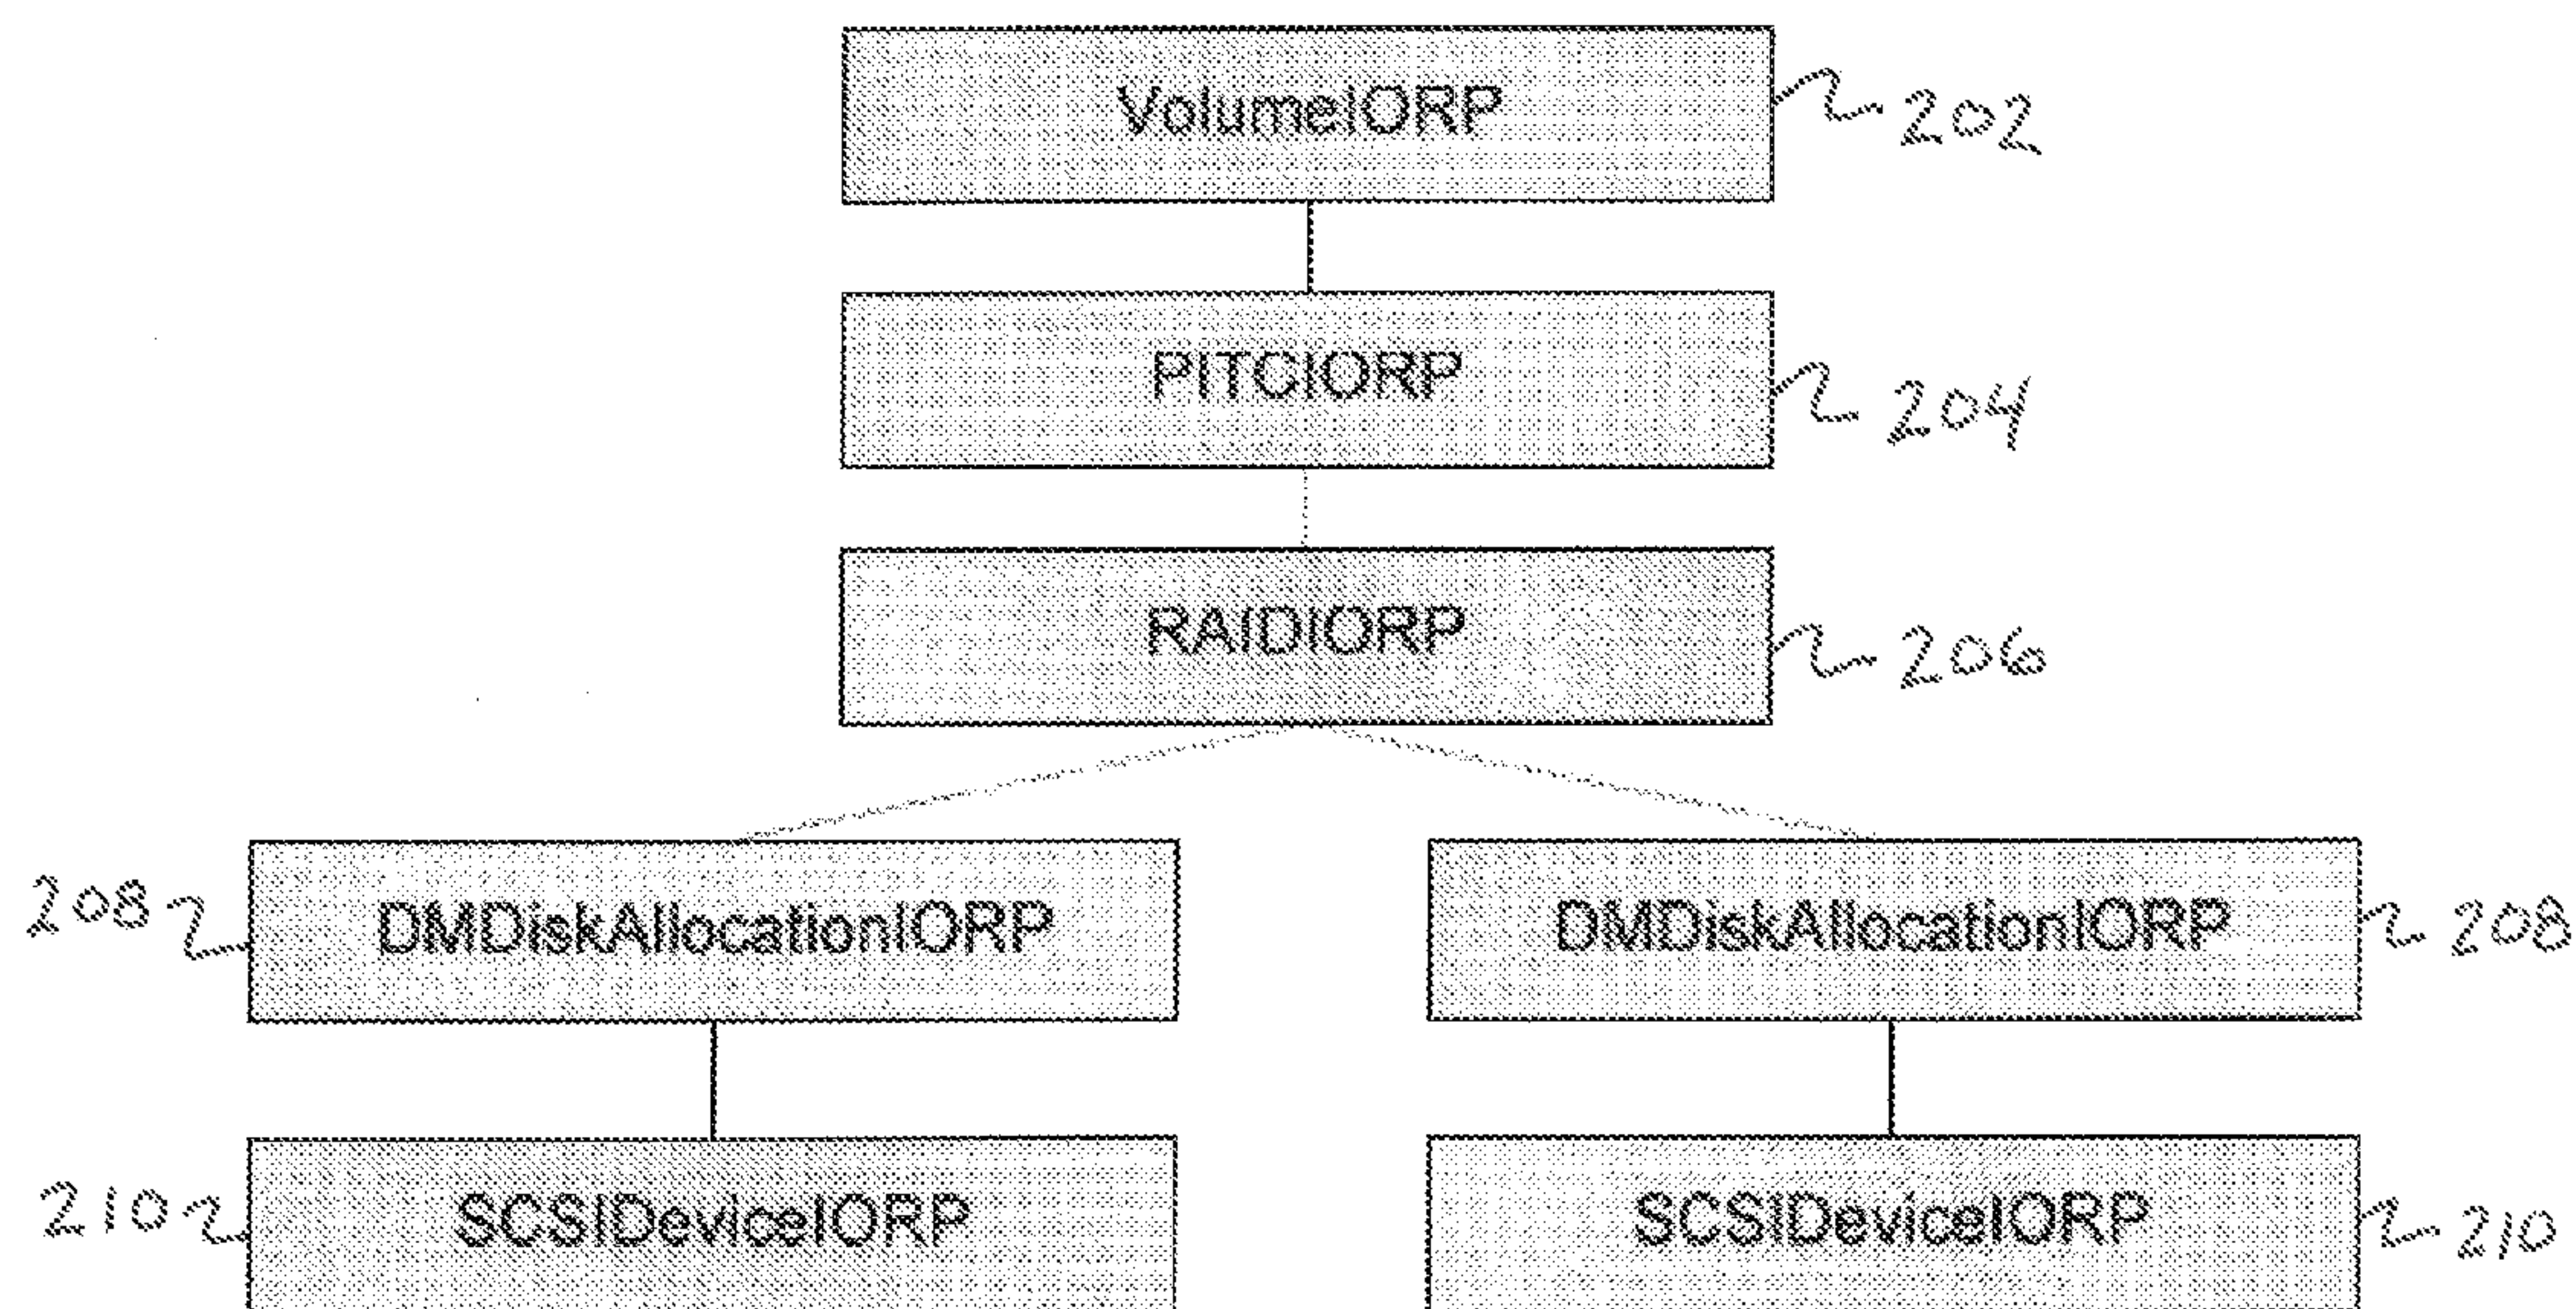 VolumeIORP
202
PITCIORP
204
RAIDIORP
206
208
DMDiskAllocationIORP
DMDiskAllocationIORP
208
210
SCSIDeviceIORP
SCSIDeviceIORP
210